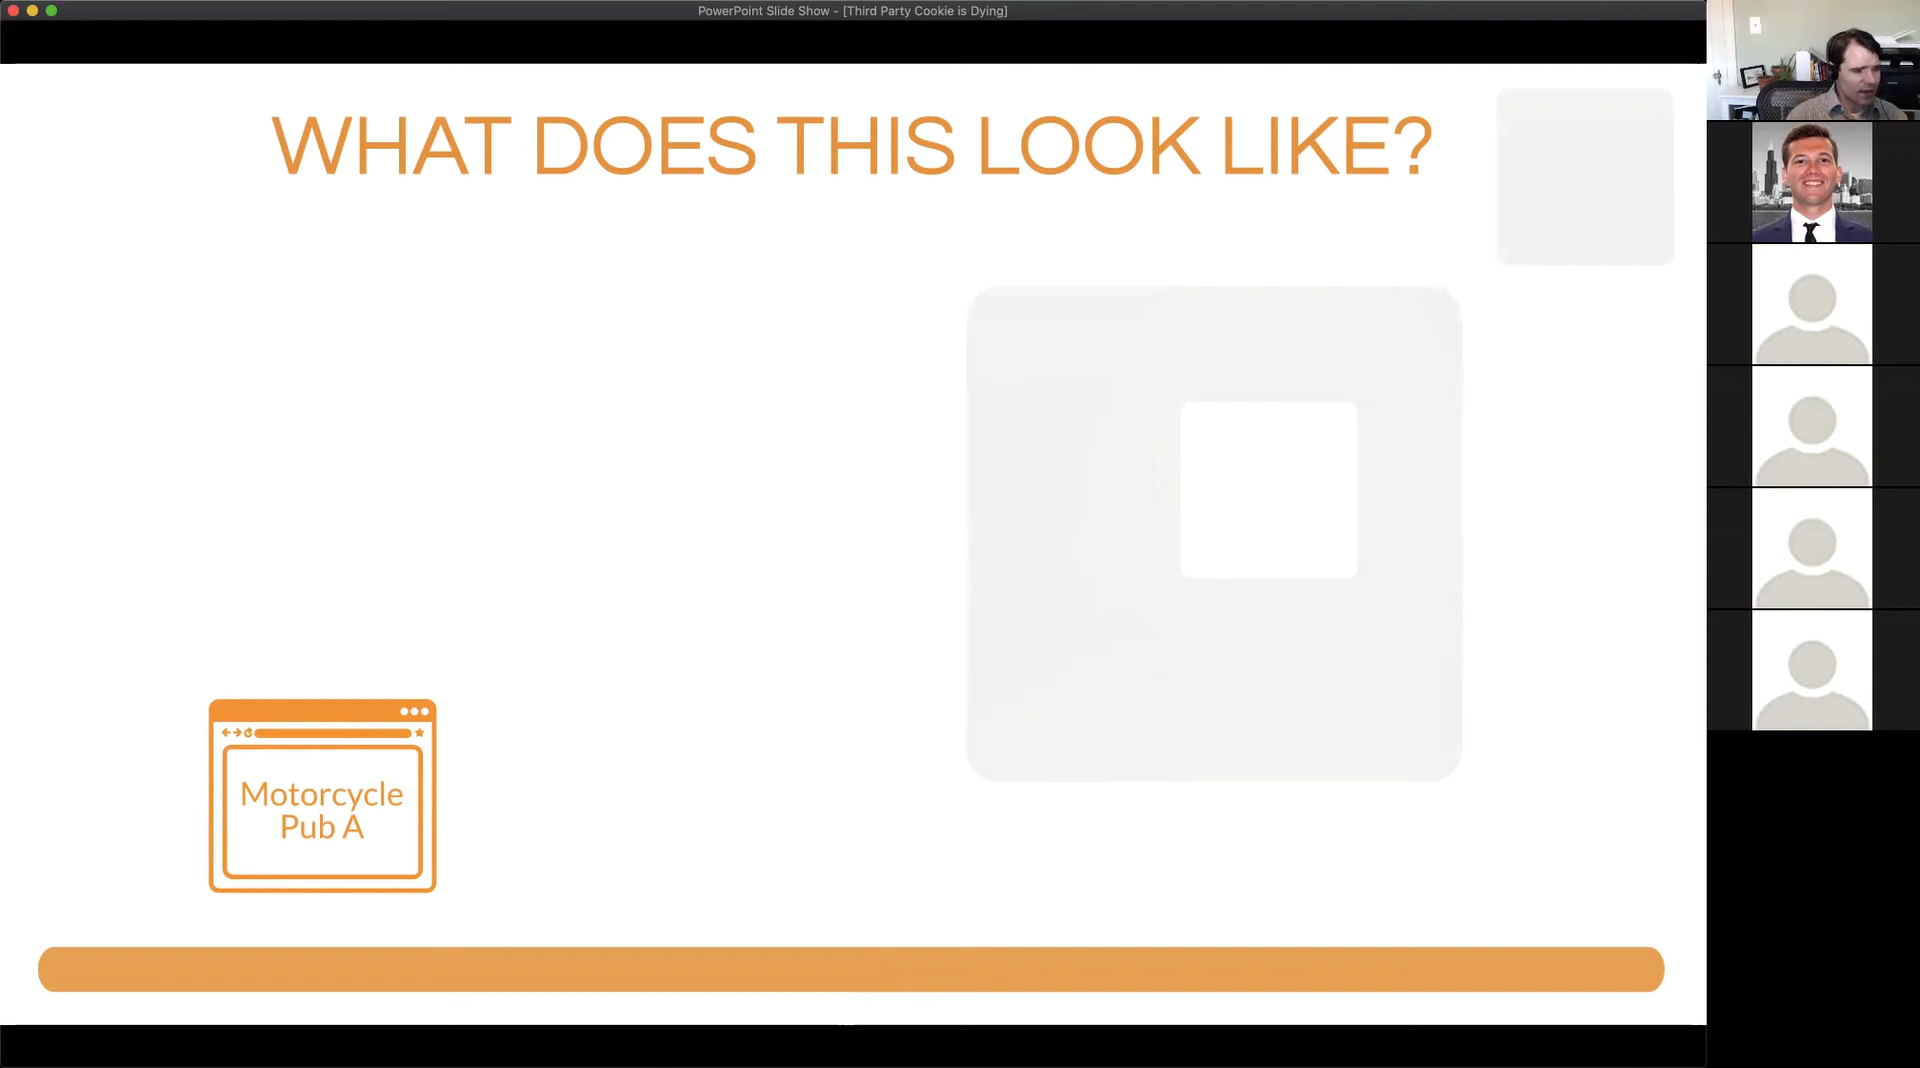 PowerPoint Slide Show - [Third Party Cookie is Dying]
WHAT DOES THIS LOOK LIKE?
Motorcycle
Pub A